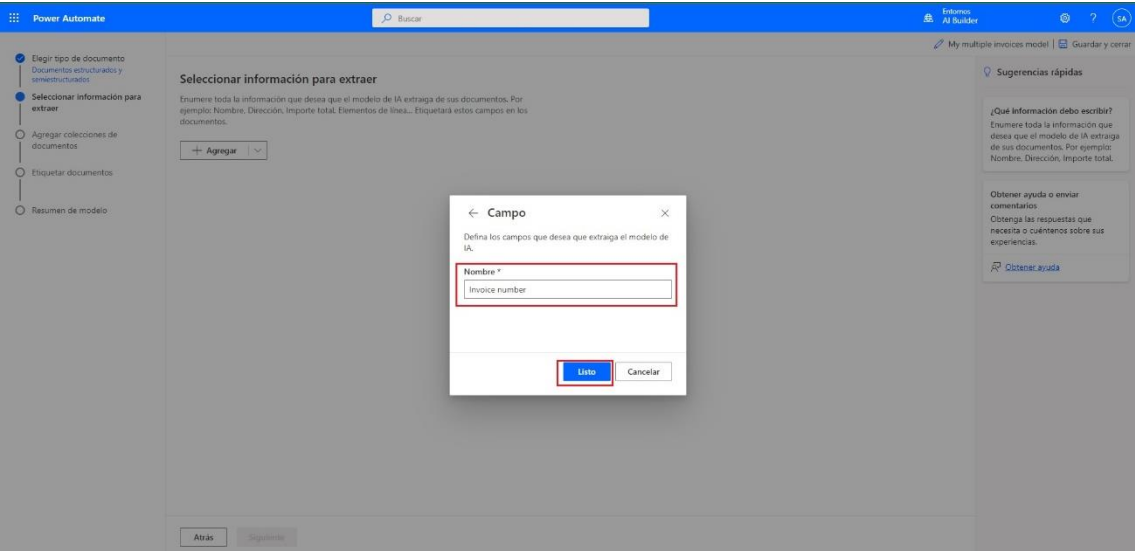 Power Automate
Buscar
Entornos
AI Builder
SA
My multiple invoices model
Guardar y cerrar
Elegir tipo de documento
Documentos estructurados y
semiestructurados
Seleccionar información para
extraer
Agregar colecciones de
documentos
Etiquetar documentos
Resumen de modelo
Seleccionar información para extraer
Enumere toda la información que desea que el modelo de IA extraiga de sus documentos. Por
ejemplo: Nombre, Dirección, Importe total, Elementos de línea... Etiquetará estos campos en los
documentos.
Agregar
Campo
Defina los campos que desea que extraiga el modelo de
IA.
Nombre *
Invoice number
Listo
Cancelar
Sugerencias rápidas
¿Qué información debo escribir?
Enumere toda la información que
desea que el modelo de IA extraiga
de sus documentos. Por ejemplo:
Nombre, Dirección, Importe total.
Obtener ayuda o enviar
comentarios
Obtenga las respuestas que
necesita o cuéntenos sobre sus
experiencias.
Obtener ayuda
Atrás
Siguiente